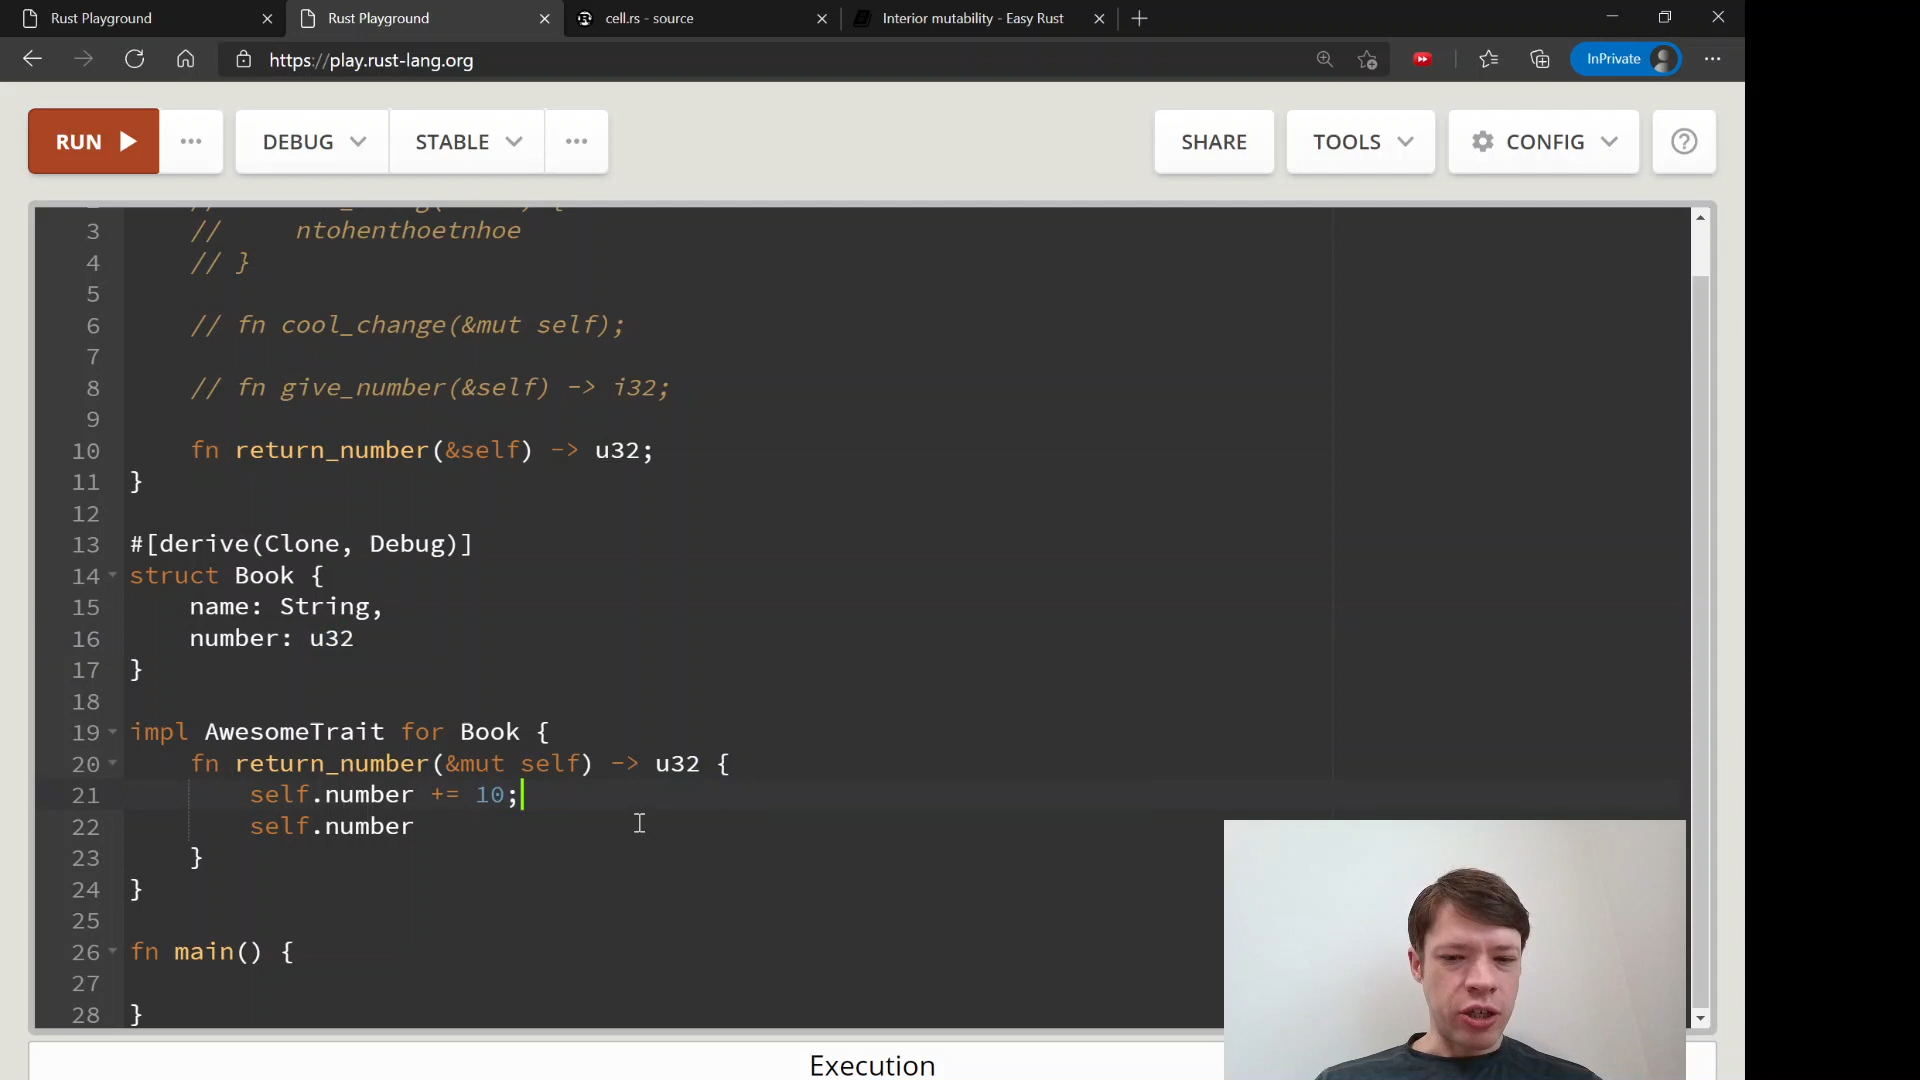 Rust Playground
Rust Playground
cell.rs - source
Interior mutability - Easy Rust
https://play.rust-lang.org
InPrivate
RUN
DEBUG
STABLE
SHARE
TOOLS
CONFIG
3 // ntohenthoetnhoe
4 // }
5
6 // fn cool_change(&mut self);
7
8 // fn give_number(&self) -> i32;
9
10 fn return_number(&self) -> u32;
11 }
12
13 #[derive(Clone, Debug)]
14 struct Book {
15 name: String,
16 number: u32
17 }
18
19 impl AwesomeTrait for Book {
20 fn return_number(&mut self) -> u32 {
21 self.number += 10;
22 self.number
23 }
24 }
25
26 fn main() {
27
28 }
Execution